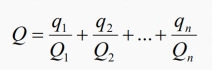 Q = q₁/Q₁ + q₂/Q₂ + ... + qₙ/Qₙ